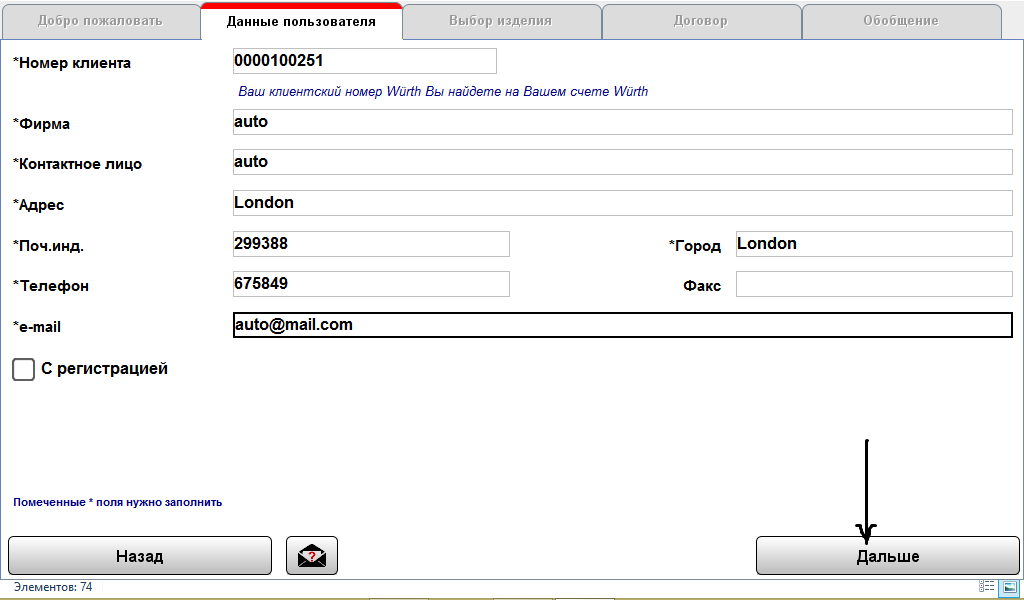 Добро пожаловать Данные пользователя Выбор изделия Договор Обобщение
*Номер клиента 0000100251
Ваш клиентский номер Würth Вы найдете на Вашем счете Würth
*Фирма auto
*Контактное лицо auto
*Адрес London
*Поч.инд. 299388 *Город London
*Телефон 675849 Факс
*e-mail auto@mail.com
С регистрацией
Помеченные * поля нужно заполнить
Назад ? Дальше
Элементов: 74